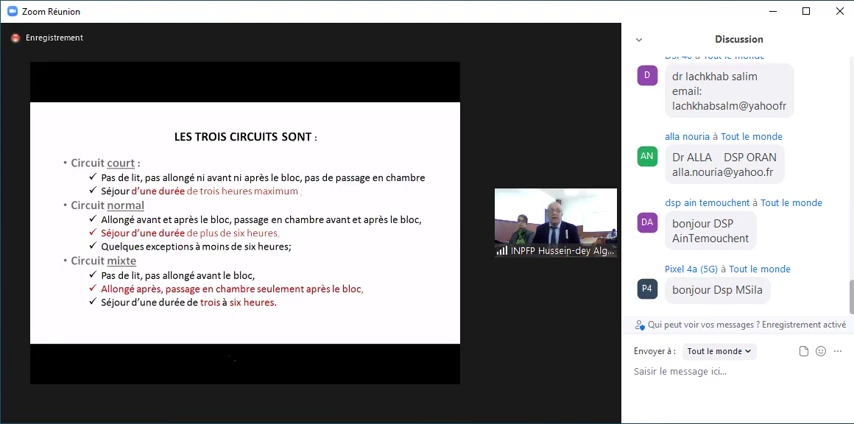 Zoom Réunion
Enregistrement
LES TROIS CIRCUITS SONT :
• Circuit court :
✓ Pas de lit, pas allongé ni avant ni après le bloc, pas de passage en chambre
✓ Séjour d'une durée de trois heures maximum ;
• Circuit normal
✓ Allongé avant et après le bloc, passage en chambre avant et après le bloc,
✓ Séjour d'une durée de plus de six heures,
✓ Quelques exceptions à moins de six heures;
• Circuit mixte
✓ Pas de lit, pas allongé avant le bloc,
✓ Allongé après, passage en chambre seulement après le bloc,
✓ Séjour d'une durée de trois à six heures.
INPFP Hussein-dey Alg...
Discussion
D
dr lachkhab salim
email:
lachkhabsalm@yahoofr
alla nouria à Tout le monde
AN
Dr ALLA DSP ORAN
alla.nouria@yahoo.fr
dsp ain temouchent à Tout le monde
DA
bonjour DSP
AinTemouchent
Pixel 4a (5G) à Tout le monde
P4
bonjour Dsp MSila
Qui peut voir vos messages ? Enregistrement activé
Envoyer à : Tout le monde
Saisir le message ici...